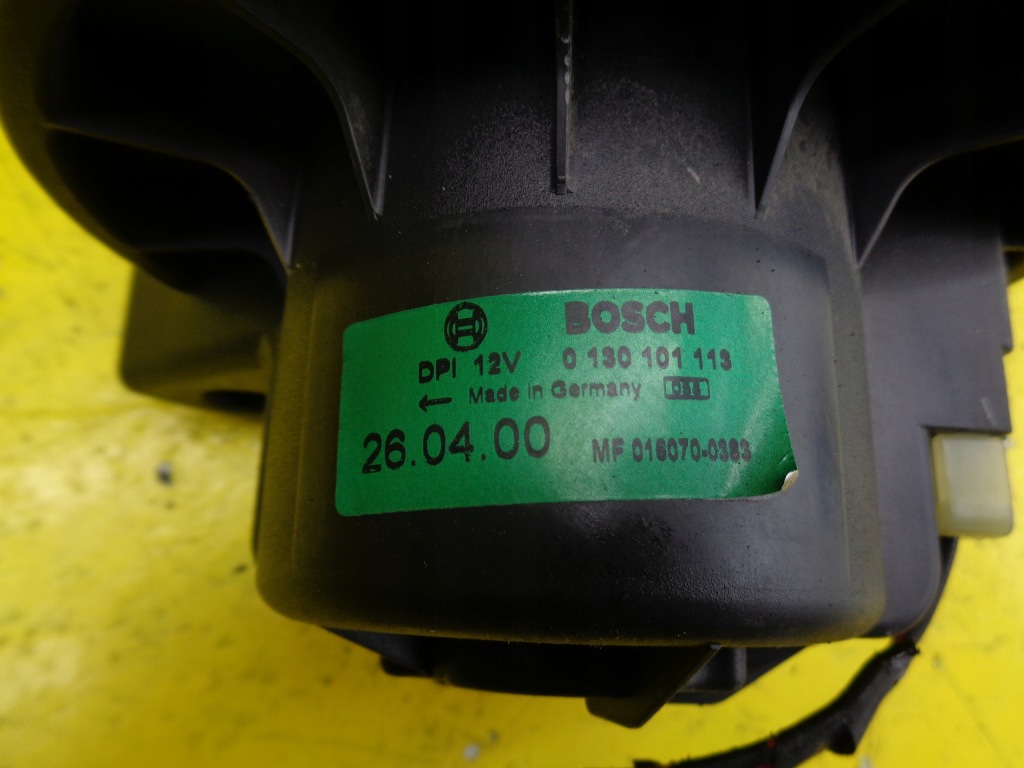 BOSCH
DPI 12V 0 130 101 113
← Made in Germany
26.04.00 MF 016070-0383